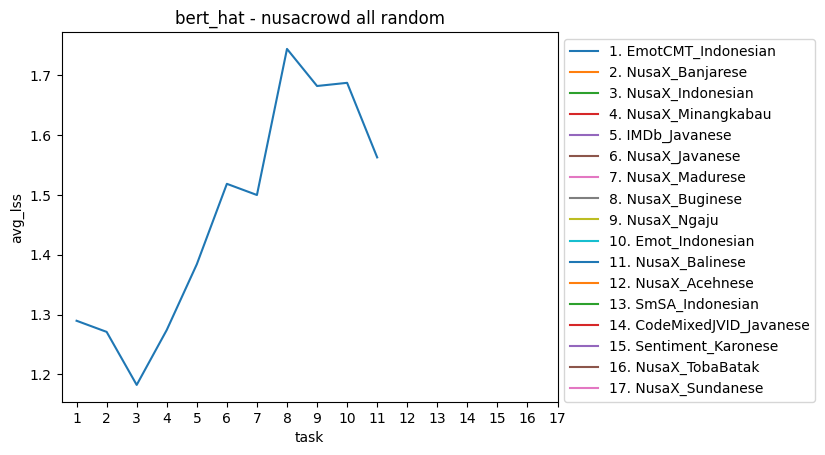 bert_hat - nusacrowd all random
avg_lss
1.7
1.6
1.5
1.4
1.3
1.2
1 2 3 4 5 6 7 8 9 10 11 12 13 14 15 16 17
task
1. EmotCMT_Indonesian
2. NusaX_Banjarese
3. NusaX_Indonesian
4. NusaX_Minangkabau
5. IMDb_Javanese
6. NusaX_Javanese
7. NusaX_Madurese
8. NusaX_Buginese
9. NusaX_Ngaju
10. Emot_Indonesian
11. NusaX_Balinese
12. NusaX_Acehnese
13. SmSA_Indonesian
14. CodeMixedJVID_Javanese
15. Sentiment_Karonese
16. NusaX_TobaBatak
17. NusaX_Sundanese